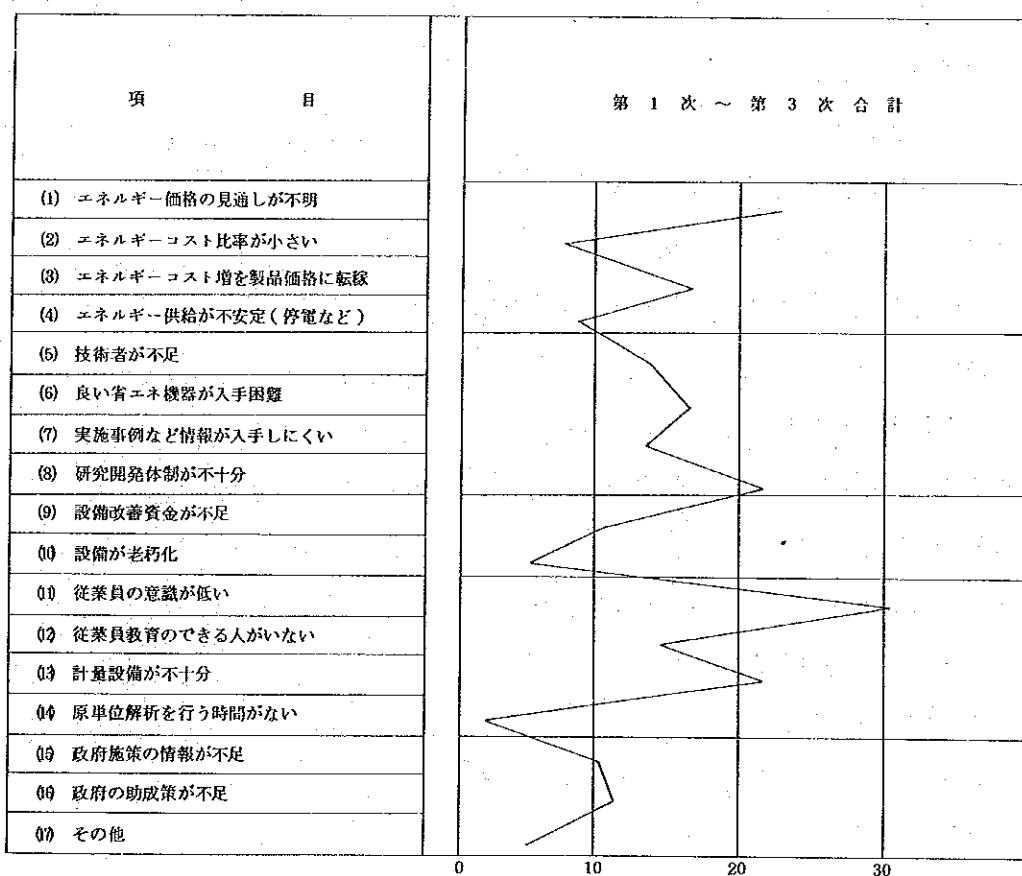 項目
第1次～第3次合計
(1) エネルギー価格の見通しが不明
(2) エネルギーコスト比率が小さい
(3) エネルギーコスト増を製品価格に転嫁
(4) エネルギー供給が不安定(停電など)
(5) 技術者が不足
(6) 良い省エネ機器が入手困難
(7) 実施事例など情報が入手しにくい
(8) 研究開発体制が不十分
(9) 設備改善資金が不足
(10) 設備が老朽化
(11) 従業員の意識が低い
(12) 従業員教育のできる人がいない
(13) 計量設備が不十分
(14) 原単位解析を行う時間がない
(15) 政府施策の情報が不足
(16) 政府の助成策が不足
(17) その他
0 10 20 30